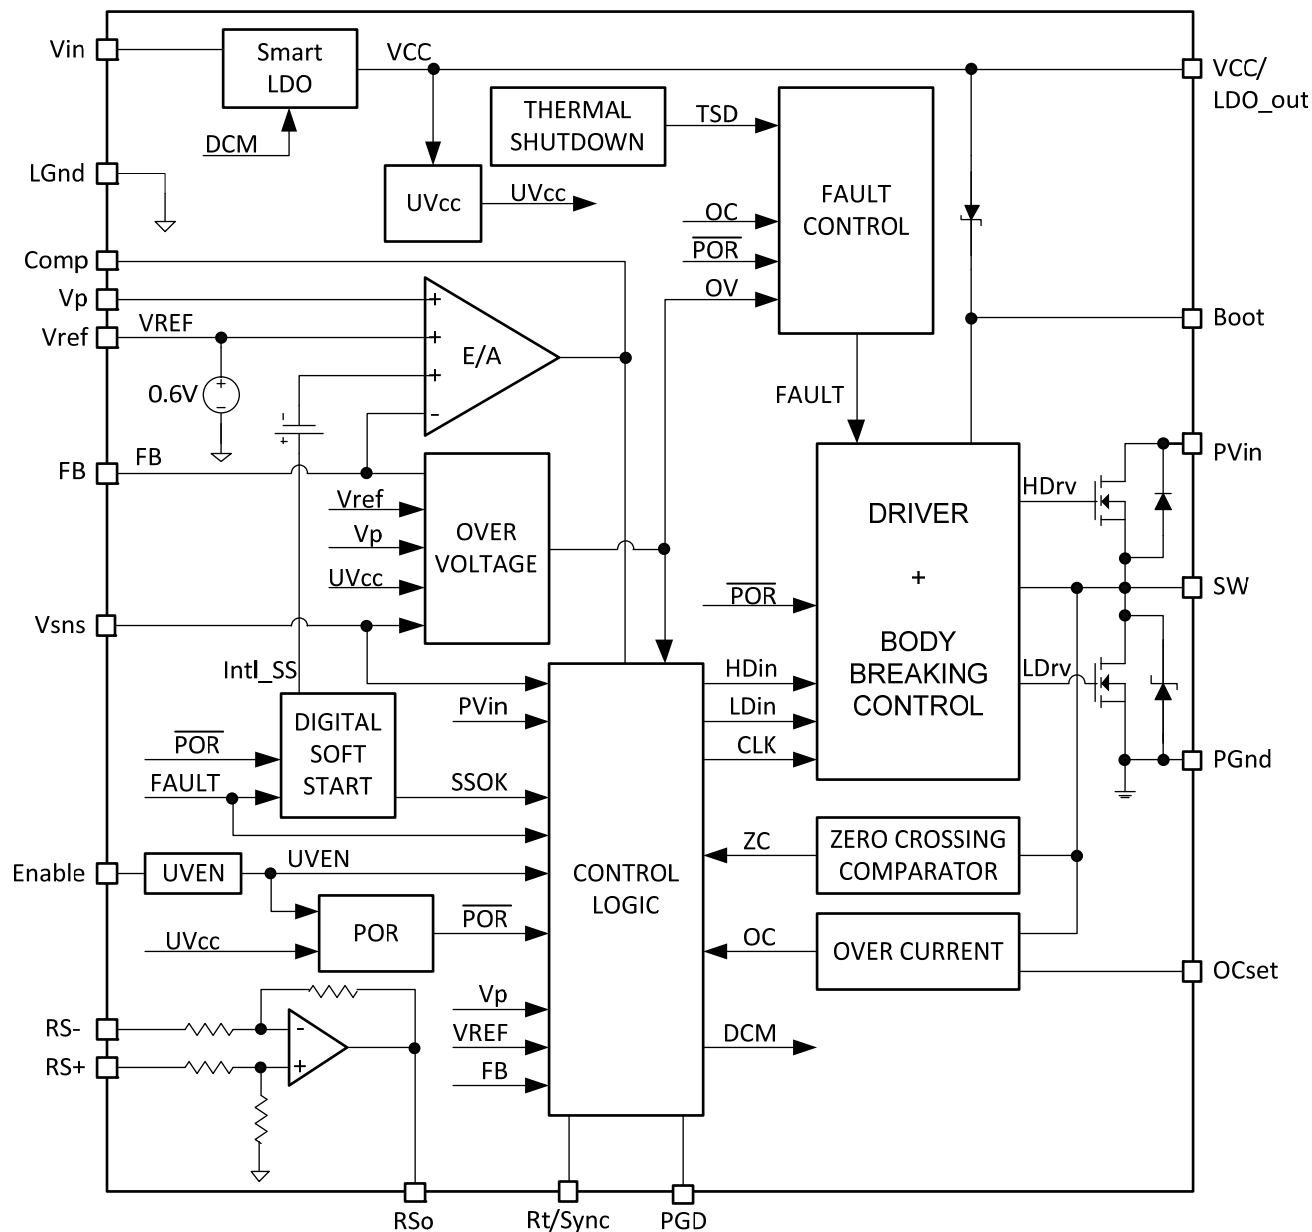 Vin
Smart
LDO
VCC
VCC/
LDO_out
DCM
THERMAL
SHUTDOWN
TSD
LGnd
UVcc
UVcc
FAULT
CONTROL
OC
POR
OV
Comp
Vp
Vref
VREF
+
+
+
-
E/A
Boot
0.6V
+
-
-
+
FAULT
FB
FB
PVin
Vref
Vp
UVcc
OVER
VOLTAGE
HDrv
DRIVER
+
BODY
BREAKING
CONTROL
SW
POR
Vsns
Intl_SS
HDin
LDin
CLK
LDrv
PVin
DIGITAL
SOFT
START
POR
FAULT
SSOK
PGnd
ZC
ZERO CROSSING
COMPARATOR
Enable
UVEN
UVEN
CONTROL
LOGIC
POR
POR
UVcc
OC
OVER CURRENT
OCset
Vp
VREF
FB
DCM
RS-
RS+
-
+
RSo
Rt/Sync
PGD